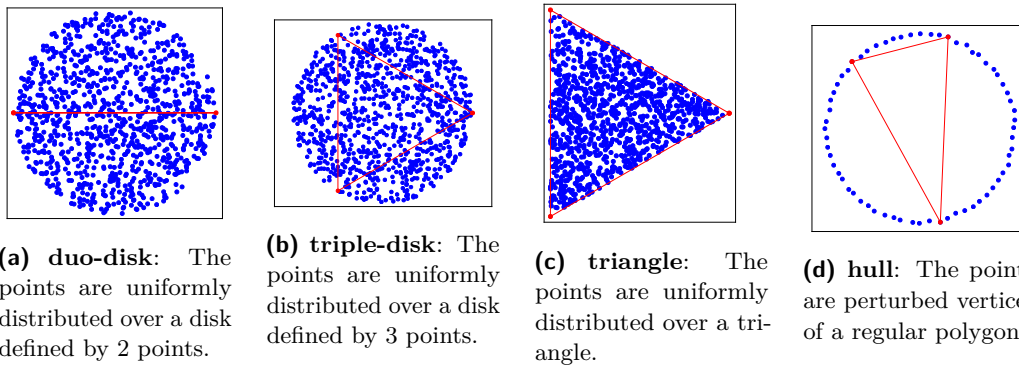 (a) duo-disk: The
points are uniformly
distributed over a disk
defined by 2 points.
(b) triple-disk: The
points are uniformly
distributed over a disk
defined by 3 points.
(c) triangle: The
points are uniformly
distributed over a tri-
angle.
(d) hull: The point
are perturbed vertice
of a regular polygon